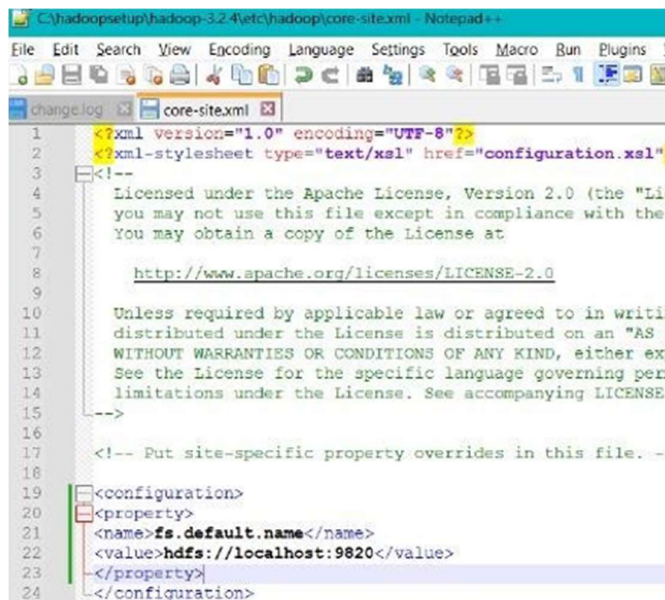 C:\hadoopsetup\hadoop-3.2.4\etc\hadoop\core-site.xml - Notepad++
File Edit Search View Encoding Language Settings Tools Macro Run Plugins
change.log core-site.xml
1 <?xml version="1.0" encoding="UTF-8"?>
2 <?xml-stylesheet type="text/xsl" href="configuration.xsl"
3 <!--
4 Licensed under the Apache License, Version 2.0 (the "Li
5 you may not use this file except in compliance with the
6 You may obtain a copy of the License at
7
8 http://www.apache.org/licenses/LICENSE-2.0
9
10 Unless required by applicable law or agreed to in writi
11 distributed under the License is distributed on an "AS
12 WITHOUT WARRANTIES OR CONDITIONS OF ANY KIND, either ex
13 See the License for the specific language governing per
14 limitations under the License. See accompanying LICENSE
15 -->
16
17 <!-- Put site-specific property overrides in this file. -
18
19 <configuration>
20 <property>
21 <name>fs.default.name</name>
22 <value>hdfs://localhost:9820</value>
23 </property>
24 </configuration>